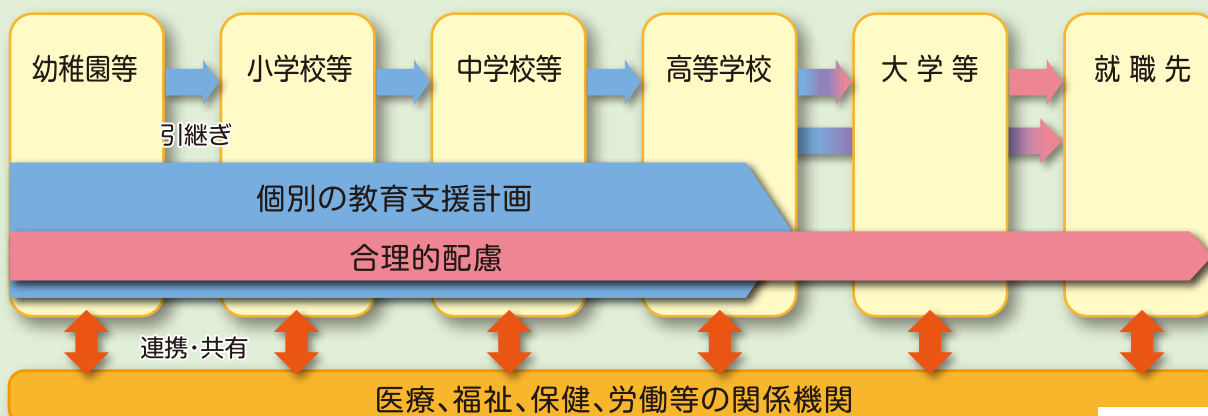 幼稚園等
小学校等
中学校等
高等学校
大学等
就職先
引継ぎ
個別の教育支援計画
合理的配慮
連携・共有
医療、福祉、保健、労働等の関係機関